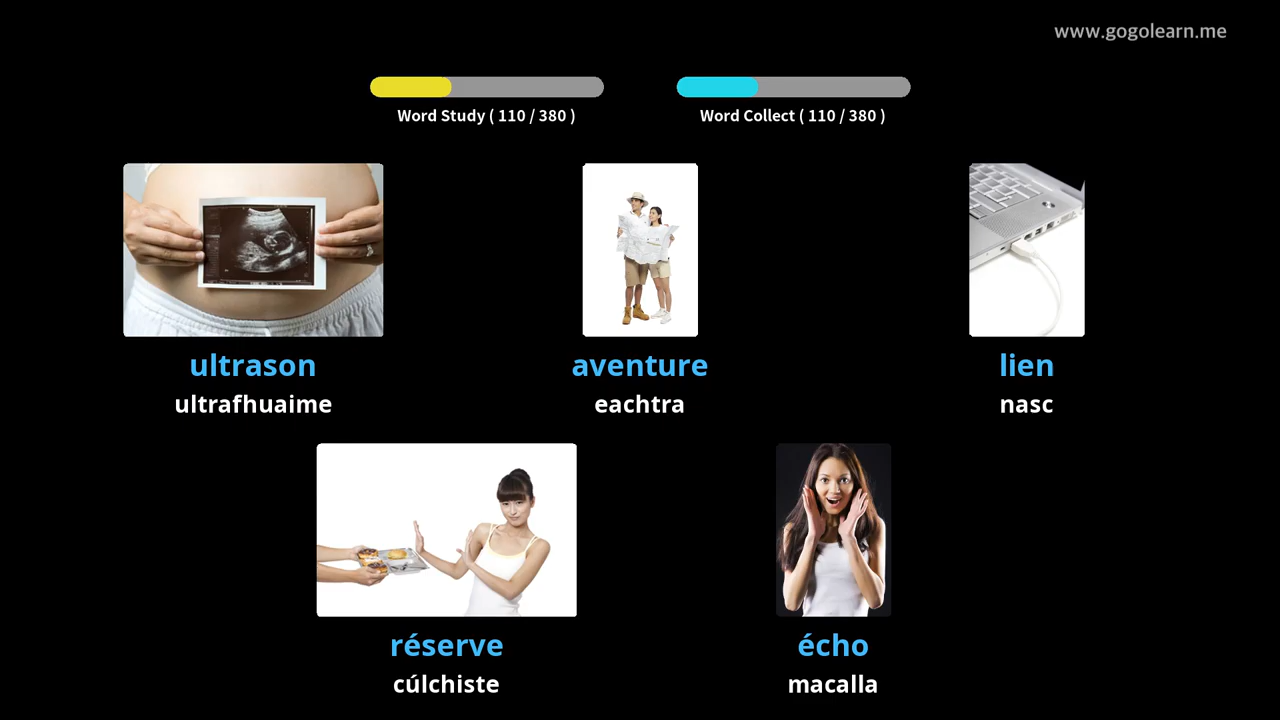 www.gogolearn.me
Word Study ( 110 / 380 )
Word Collect ( 110 / 380 )
ultrason
ultrafhuaime
aventure
eachtra
lien
nasc
réserve
cúlchiste
écho
macalla